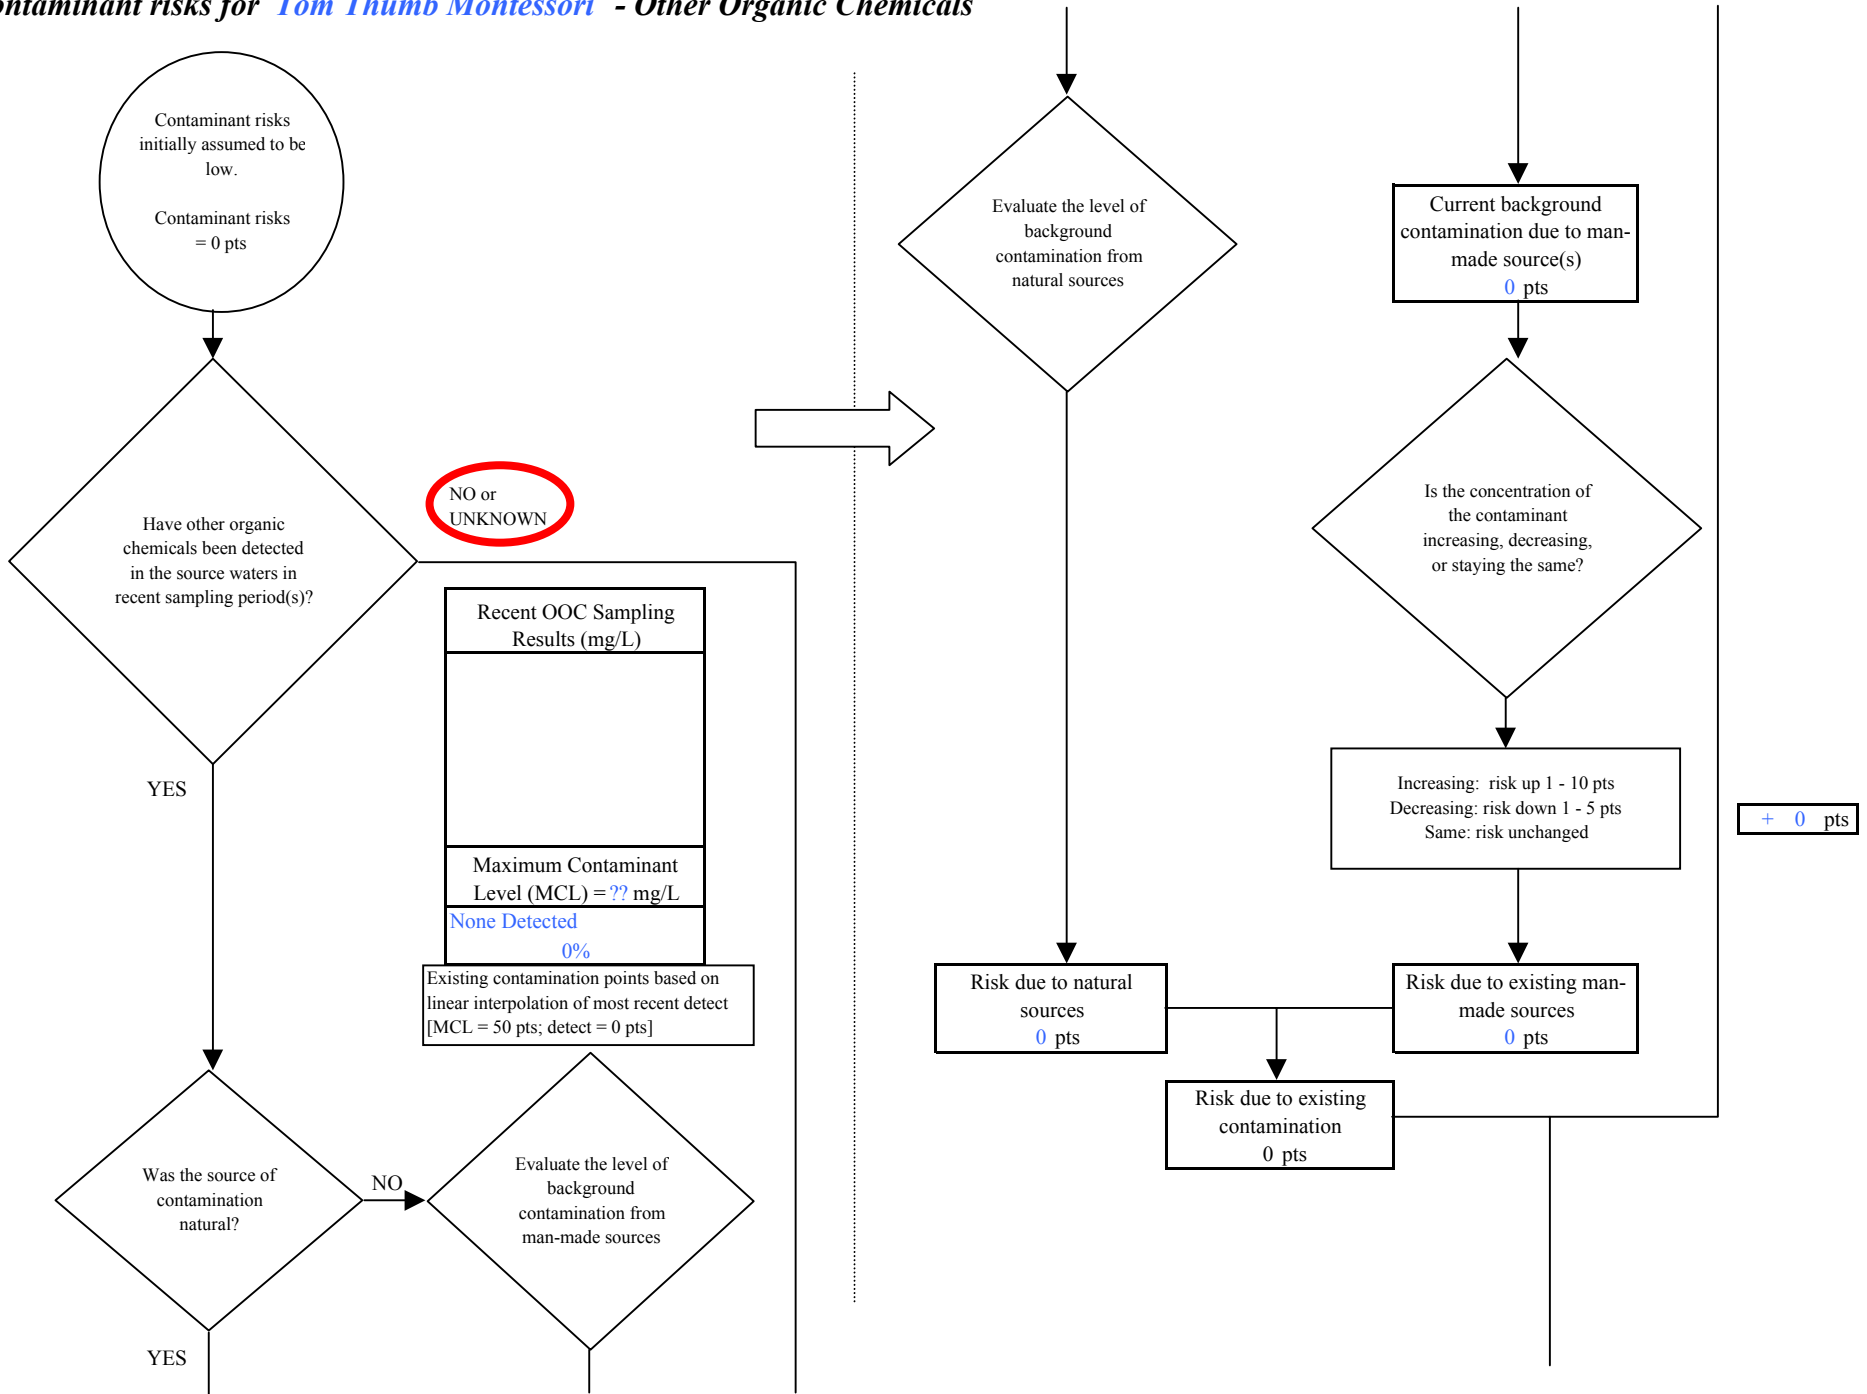 ontaminant risks for Tom Thumb Montessori - Other Organic Chemicals
Contaminant risks
initially assumed to be
low.
Contaminant risks
= 0 pts
Have other organic
chemicals been detected
in the source waters in
recent sampling period(s)?
NO or
UNKNOWN
YES
Recent OOC Sampling
Results (mg/L)
Maximum Contaminant
Level (MCL) = ?? mg/L
None Detected
0%
Existing contamination points based on
linear interpolation of most recent detect
[MCL = 50 pts; detect = 0 pts]
Was the source of
contamination
natural?
NO
YES
Evaluate the level of
background
contamination from
man-made sources
Evaluate the level of
background
contamination from
natural sources
Current background
contamination due to man-
made source(s)
0 pts
Is the concentration of
the contaminant
increasing, decreasing,
or staying the same?
Increasing: risk up 1 - 10 pts
Decreasing: risk down 1 - 5 pts
Same: risk unchanged
+ 0 pts
Risk due to natural
sources
0 pts
Risk due to existing man-
made sources
0 pts
Risk due to existing
contamination
0 pts